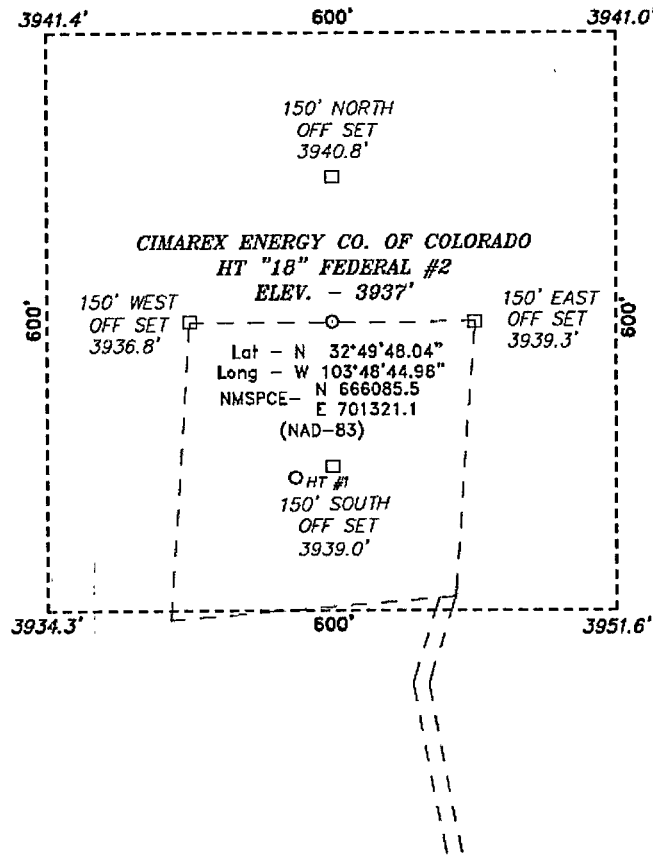 3941.4'
600'
3941.0'
150' NORTH
OFF SET
3940.8'
CIMAREX ENERGY CO. OF COLORADO
HT "18" FEDERAL #2
ELEV. - 3937'
150' WEST
OFF SET
3936.8'
150' EAST
OFF SET
3939.3'
600'
600'
Lat - N 32°49'48.04"
Long - W 103°48'44.98"
NMSPCE- N 666085.5
E 701321.1
(NAD-83)
HT #1
150' SOUTH
OFF SET
3939.0'
3934.3'
600'
3951.6'